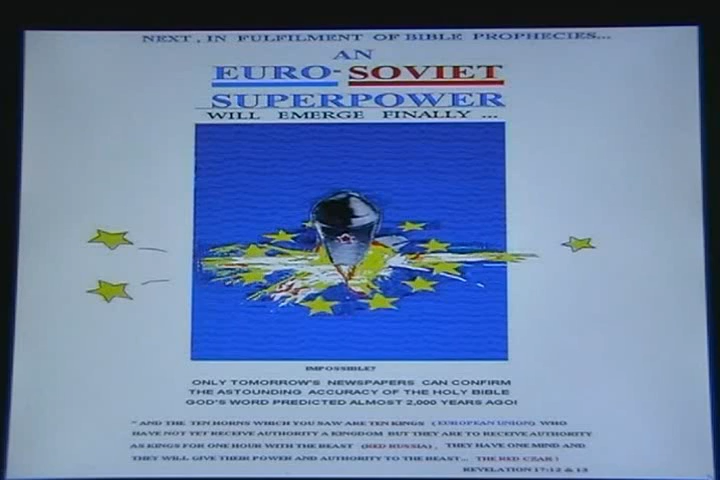 NEXT, IN FULFILMENT OF BIBLE PROPHECIES...
AN
EURO-SOVIET
SUPERPOWER
WILL EMERGE FINALLY ...
IMPOSSIBLE?
ONLY TOMORROW'S NEWSPAPERS CAN CONFIRM
THE ASTOUNDING ACCURACY OF THE HOLY BIBLE
GOD'S WORD PREDICTED ALMOST 2,000 YEARS AGO!
" AND THE TEN HORNS WHICH YOU SAW ARE TEN KINGS (EUROPEAN UNION) WHO
HAVE NOT YET RECEIVE AUTHORITY A KINGDOM BUT THEY ARE TO RECEIVE AUTHORITY
AS KINGS FOR ONE HOUR WITH THE BEAST (RED RUSSIA), THEY HAVE ONE MIND AND
THEY WILL GIVE THEIR POWER AND AUTHORITY TO THE BEAST... THE RED CZAR !
REVELATION 17:12 & 13